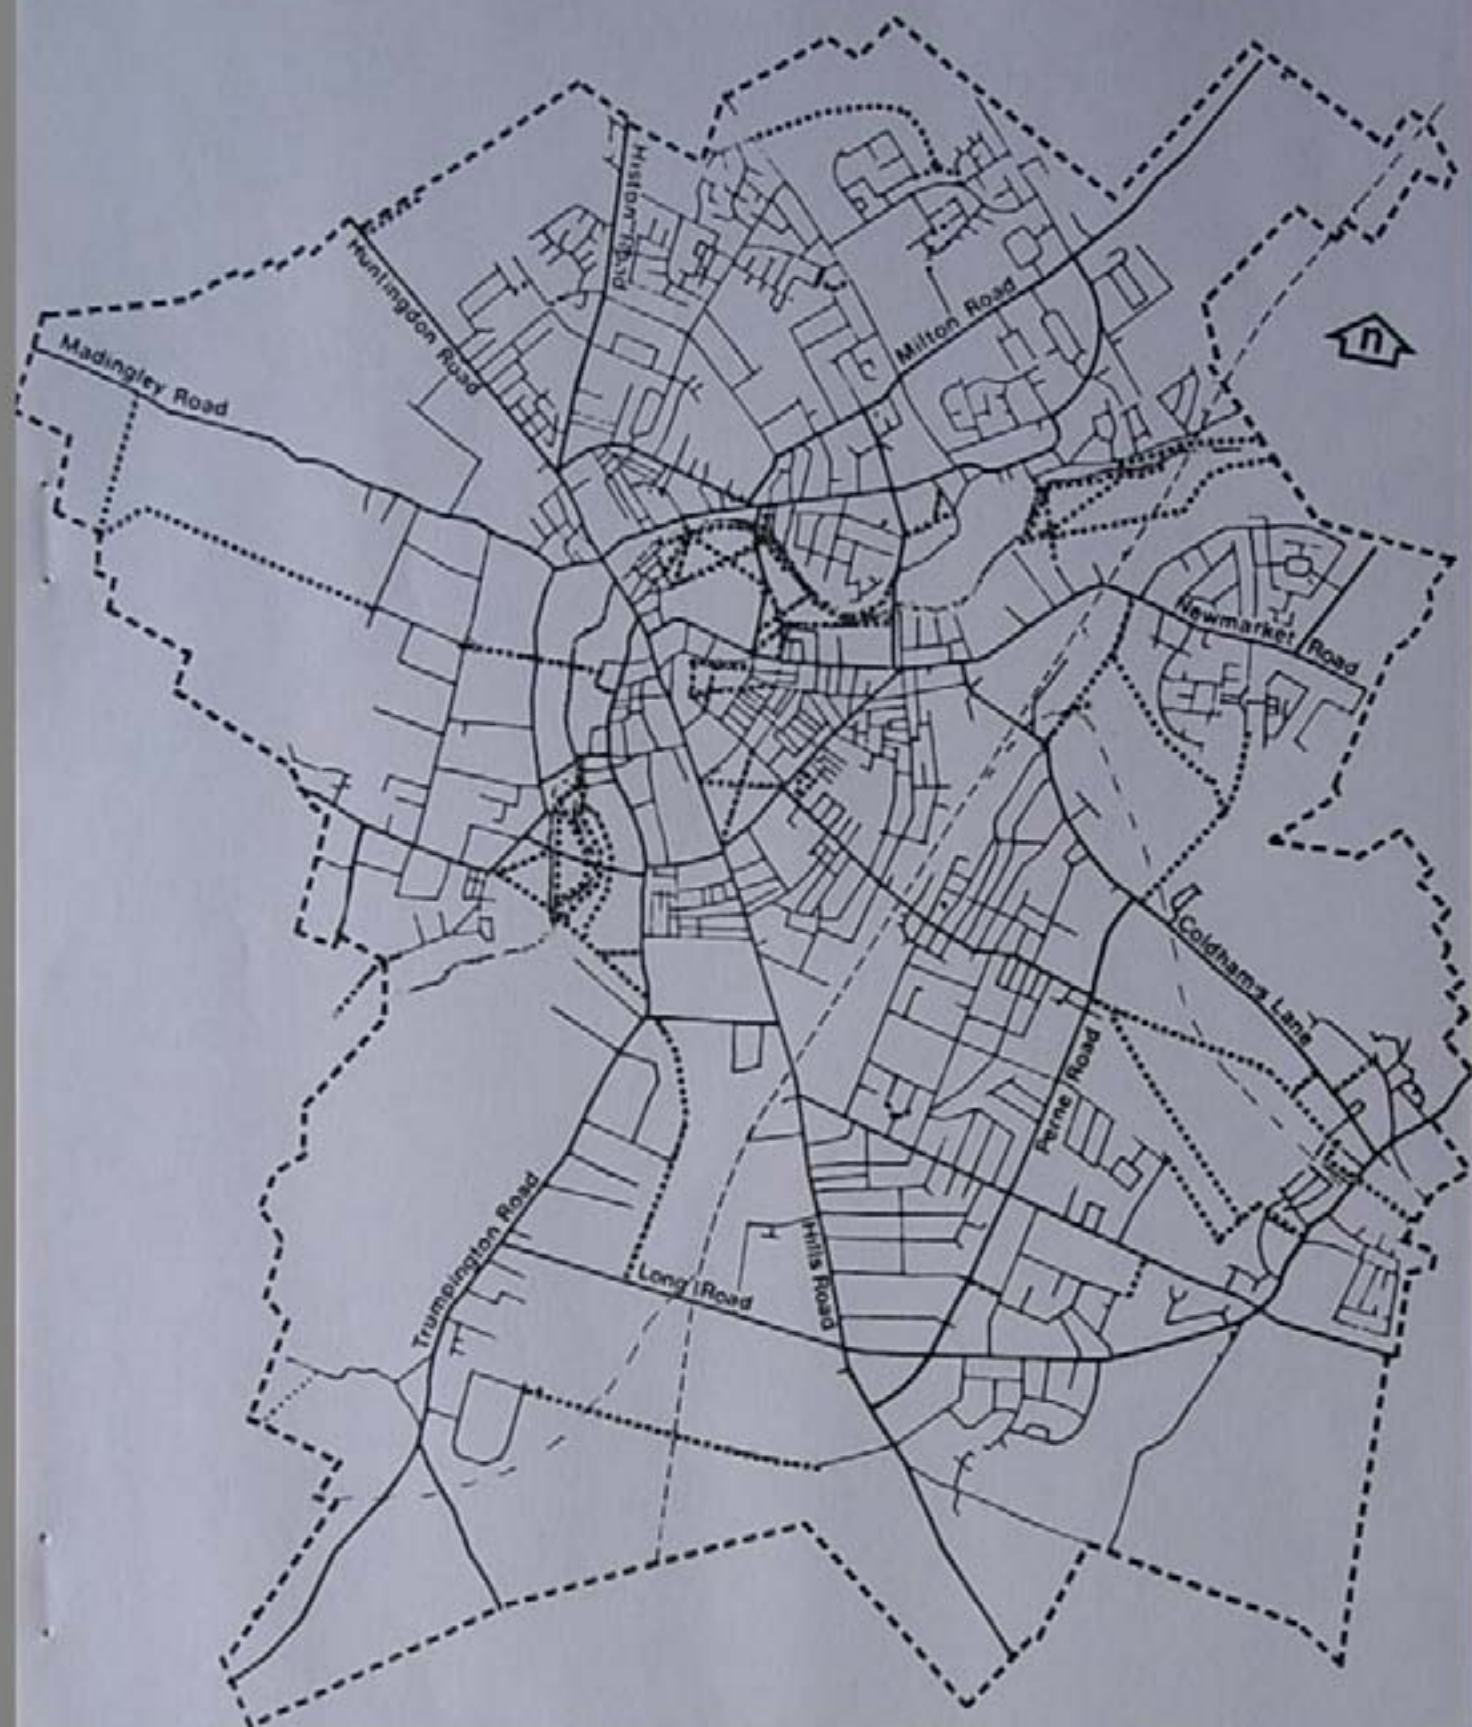 Histon Road
Huntingdon Road
Madingley Road
Milton Road
n
Newmarket Road
Coldhams Lane
Perne Road
Trumpington Road
Long Road
Hills Road